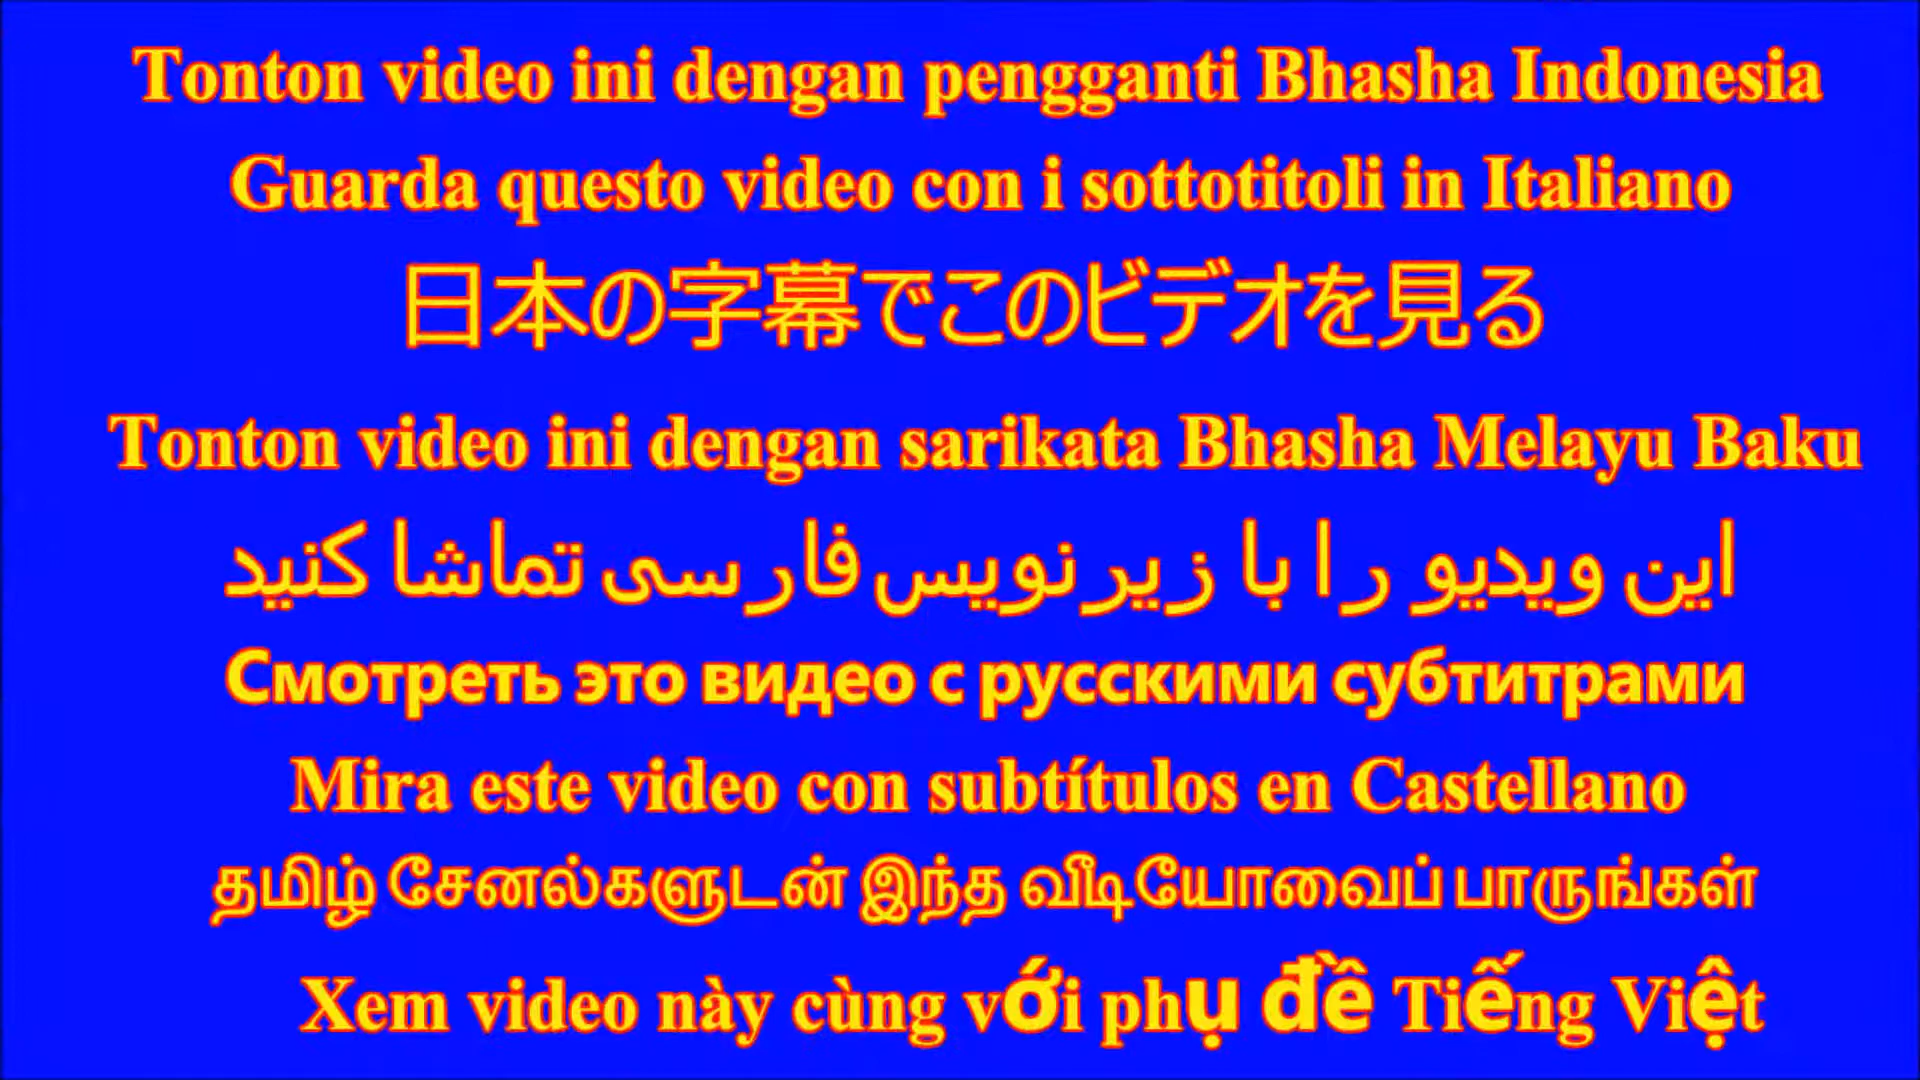 Tonton video ini dengan pengganti Bhasha Indonesia
Guarda questo video con i sottotitoli in Italiano
日本の字幕でこのビデオを見る
Tonton video ini dengan sarikata Bhasha Melayu Baku
این ویدیو را با زیرنویس فارسی تماشا کنید
Смотреть это видео с русскими субтитрами
Mira este video con subtítulos en Castellano
தமிழ் சேனல்களுடன் இந்த வீடியோவைப் பாருங்கள்
Xem video này cùng với phụ đề Tiếng Việt